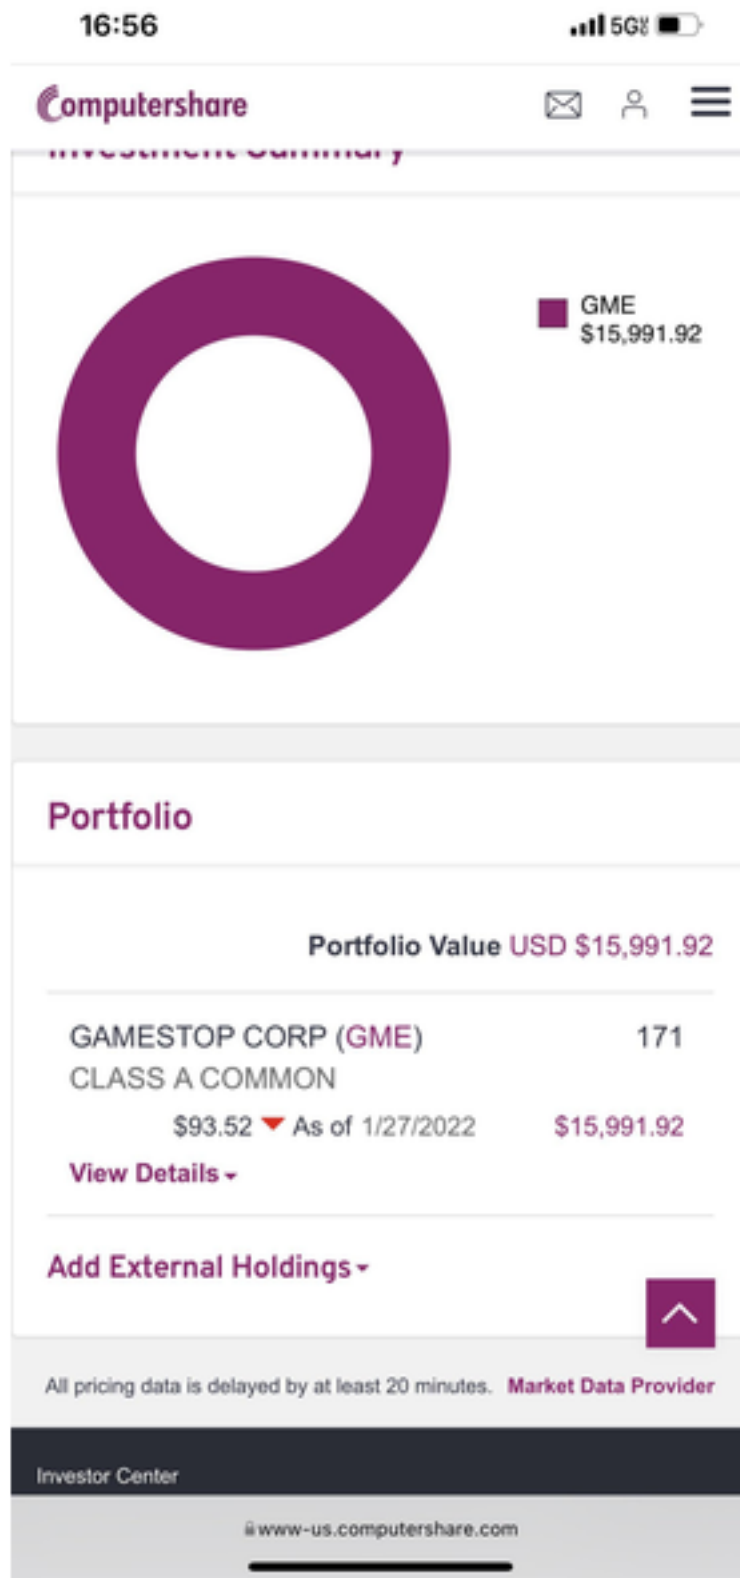 16:56
5G
Computershare
Investment Summary
GME
$15,991.92
Portfolio
Portfolio Value USD $15,991.92
GAMESTOP CORP (GME) 171
CLASS A COMMON
$93.52 As of 1/27/2022 $15,991.92
View Details
Add External Holdings
All pricing data is delayed by at least 20 minutes. Market Data Provider
Investor Center
www-us.computershare.com